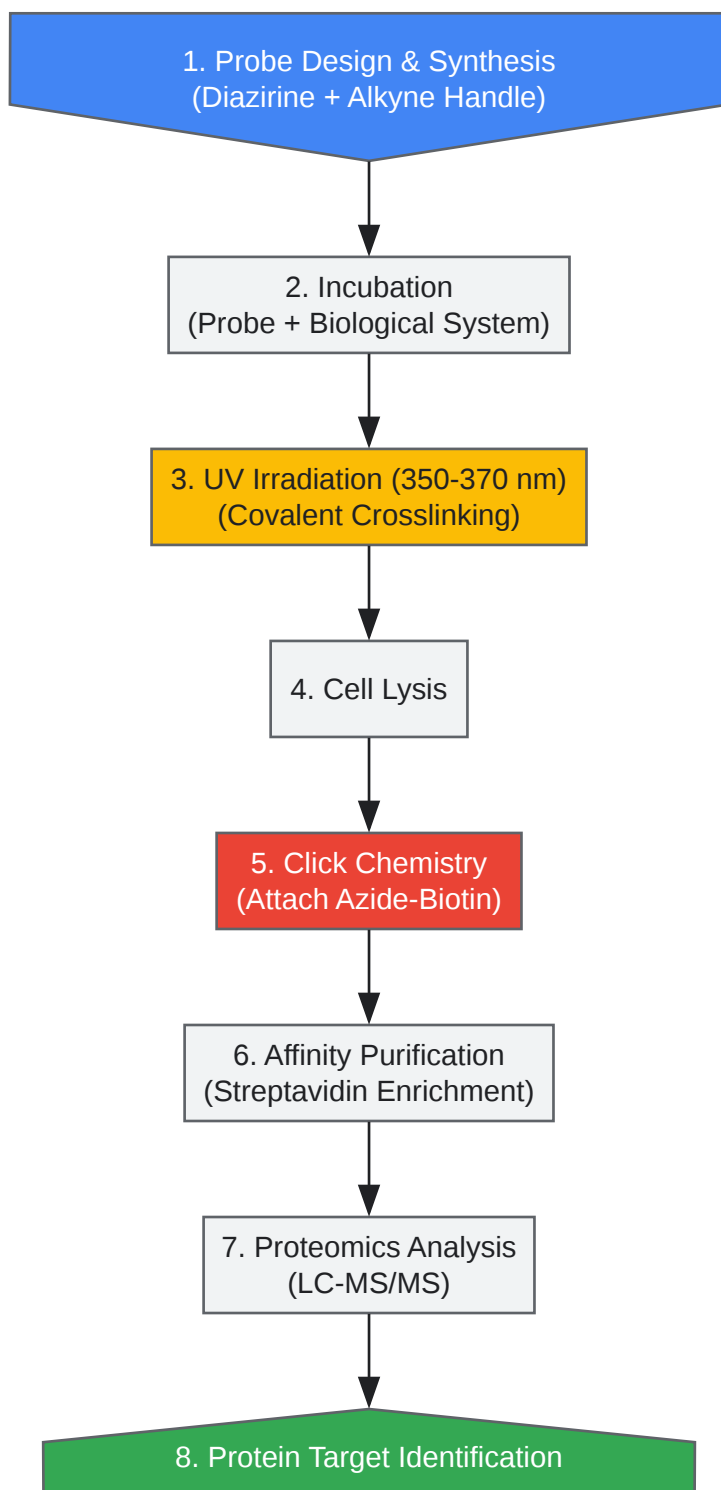 1. Probe Design & Synthesis
(Diazirine + Alkyne Handle)
2. Incubation
(Probe + Biological System)
3. UV Irradiation (350-370 nm)
(Covalent Crosslinking)
4. Cell Lysis
5. Click Chemistry
(Attach Azide-Biotin)
6. Affinity Purification
(Streptavidin Enrichment)
7. Proteomics Analysis
(LC-MS/MS)
8. Protein Target Identification